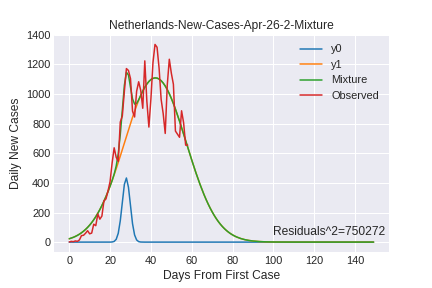 Netherlands-New-Cases-Apr-26-2-Mixture
1400
1200
1000
800
600
400
200
0
Daily New Cases
y0
y1
Mixture
Observed
Residuals^2=750272
0 20 40 60 80 100 120 140
Days From First Case